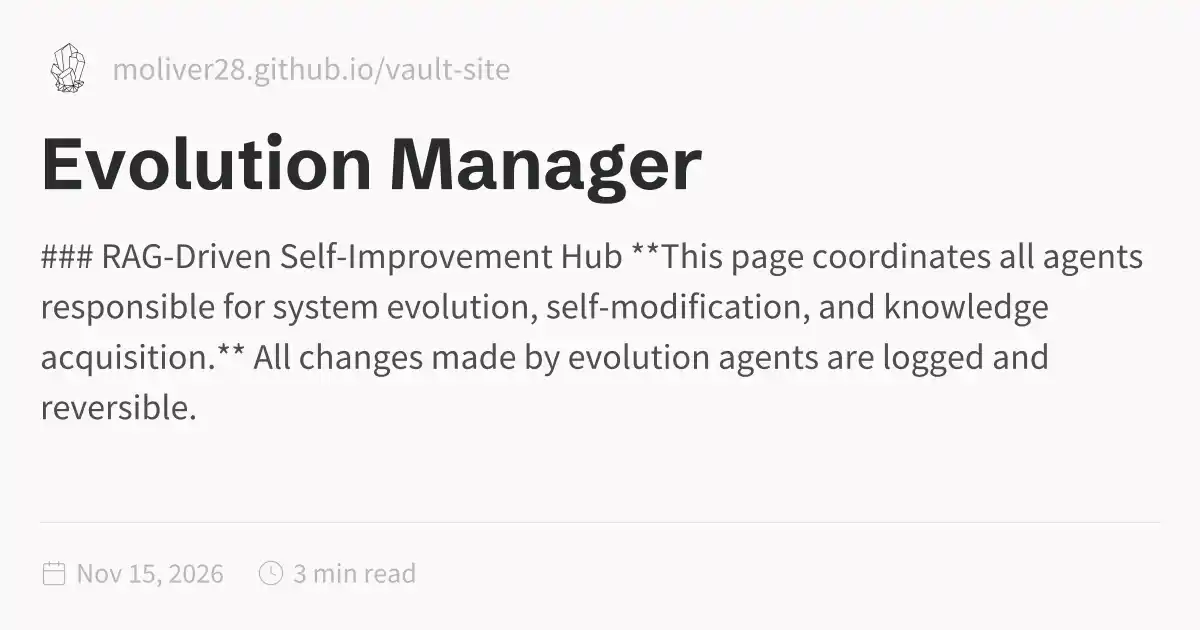 moliver28.github.io/vault-site
Evolution Manager
### RAG-Driven Self-Improvement Hub **This page coordinates all agents
responsible for system evolution, self-modification, and knowledge
acquisition.** All changes made by evolution agents are logged and
reversible.
Nov 15, 2026 3 min read